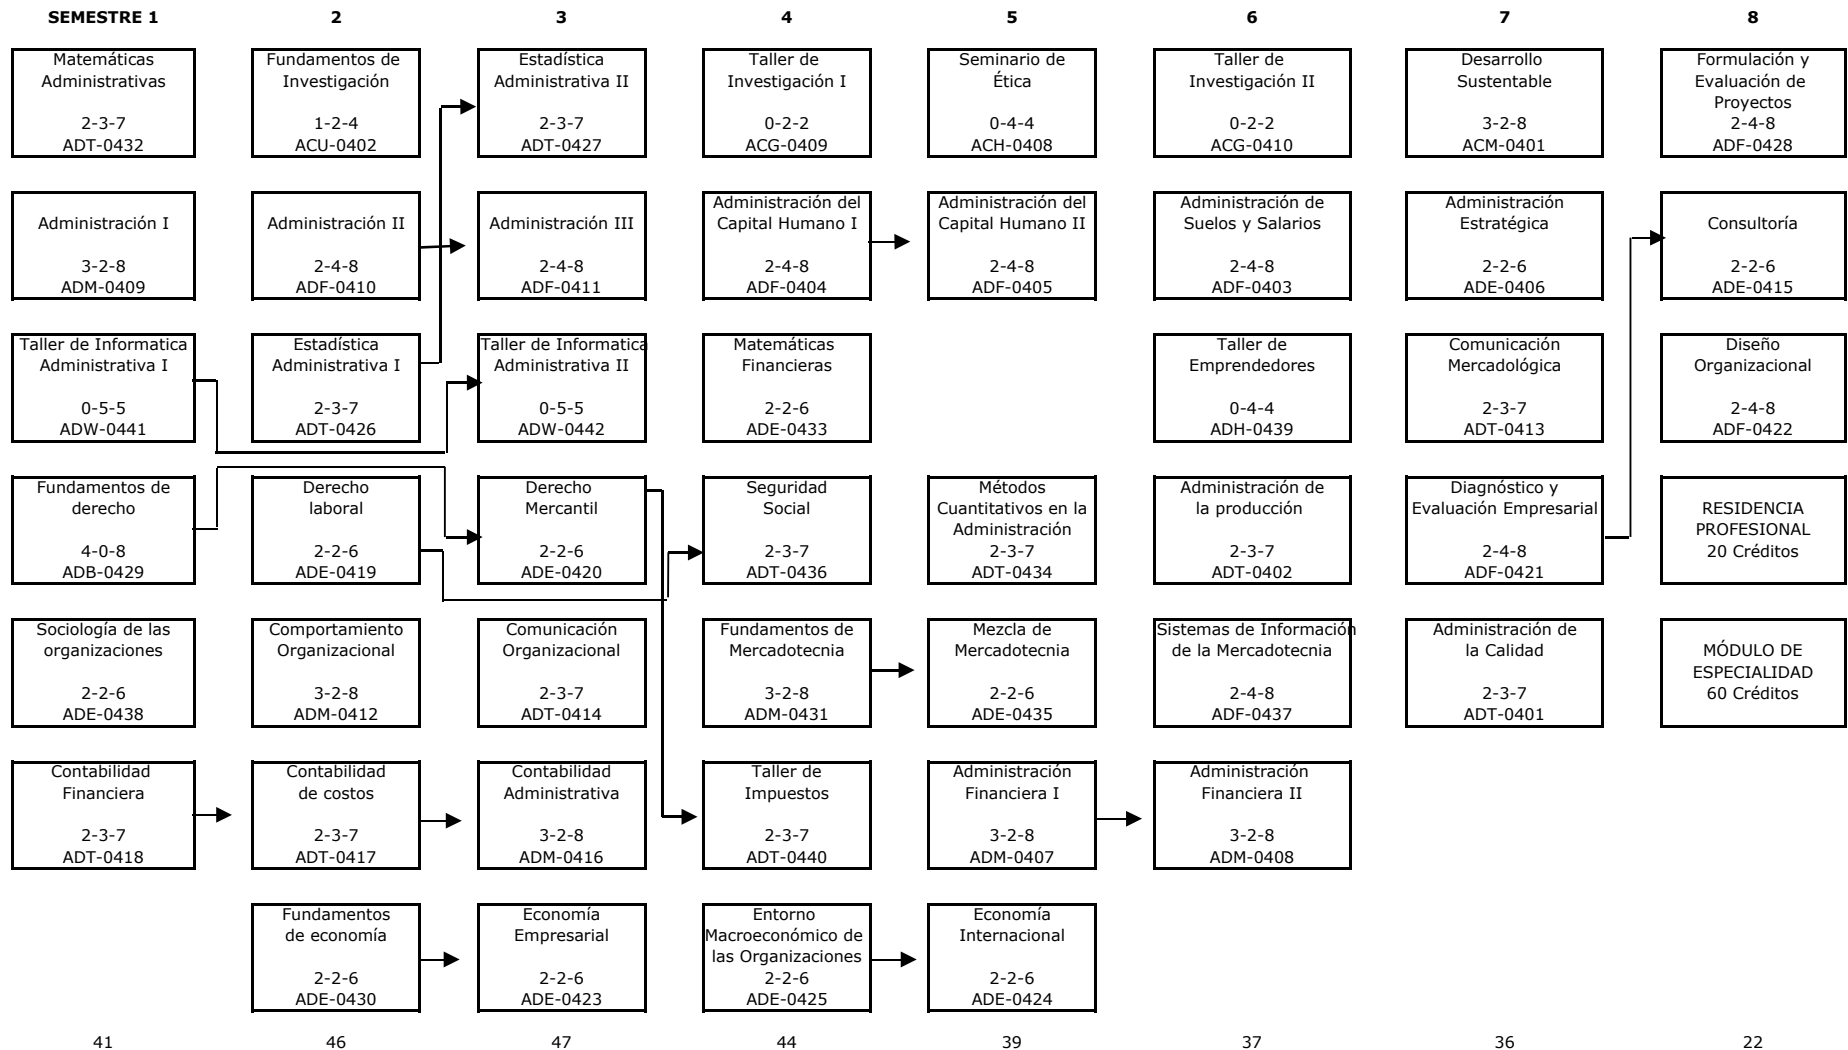 SEMESTRE 1
2
3
4
5
6
7
8
Matemáticas
Administrativas
2-3-7
ADT-0432
Fundamentos de
Investigación
1-2-4
ACU-0402
Estadística
Administrativa II
2-3-7
ADT-0427
Taller de
Investigación I
0-2-2
ACG-0409
Seminario de
Ética
0-4-4
ACH-0408
Taller de
Investigación II
0-2-2
ACG-0410
Desarrollo
Sustentable
3-2-8
ACM-0401
Formulación y
Evaluación de
Proyectos
2-4-8
ADF-0428
Administración I
3-2-8
ADM-0409
Administración II
2-4-8
ADF-0410
Administración III
2-4-8
ADF-0411
Administración del
Capital Humano I
2-4-8
ADF-0404
Administración del
Capital Humano II
2-4-8
ADF-0405
Administración de
Suelos y Salarios
2-4-8
ADF-0403
Administración
Estratégica
2-2-6
ADE-0406
Consultoría
2-2-6
ADE-0415
Taller de Informatica
Administrativa I
0-5-5
ADW-0441
Estadística
Administrativa I
2-3-7
ADT-0426
Taller de Informatica
Administrativa II
0-5-5
ADW-0442
Matemáticas
Financieras
2-2-6
ADE-0433
Taller de
Emprendedores
0-4-4
ADH-0439
Comunicación
Mercadológica
2-3-7
ADT-0413
Diseño
Organizacional
2-4-8
ADF-0422
Fundamentos de
derecho
4-0-8
ADB-0429
Derecho
laboral
2-2-6
ADE-0419
Derecho
Mercantil
2-2-6
ADE-0420
Seguridad
Social
2-3-7
ADT-0436
Métodos
Cuantitativos en la
Administración
2-3-7
ADT-0434
Administración de
la producción
2-3-7
ADT-0402
Diagnóstico y
Evaluación Empresarial
2-4-8
ADF-0421
RESIDENCIA
PROFESIONAL
20 Créditos
Sociología de las
organizaciones
2-2-6
ADE-0438
Comportamiento
Organizacional
3-2-8
ADM-0412
Comunicación
Organizacional
2-3-7
ADT-0414
Fundamentos de
Mercadotecnia
3-2-8
ADM-0431
Mezcla de
Mercadotecnia
2-2-6
ADE-0435
Sistemas de Información
de la Mercadotecnia
2-4-8
ADF-0437
Administración de
la Calidad
2-3-7
ADT-0401
MÓDULO DE
ESPECIALIDAD
60 Créditos
Contabilidad
Financiera
2-3-7
ADT-0418
Contabilidad
de costos
2-3-7
ADT-0417
Contabilidad
Administrativa
3-2-8
ADM-0416
Taller de
Impuestos
2-3-7
ADT-0440
Administración
Financiera I
3-2-8
ADM-0407
Administración
Financiera II
3-2-8
ADM-0408
Fundamentos
de economía
2-2-6
ADE-0430
Economía
Empresarial
2-2-6
ADE-0423
Entorno
Macroeconómico de
las Organizaciones
2-2-6
ADE-0425
Economía
Internacional
2-2-6
ADE-0424
41
46
47
44
39
37
36
22